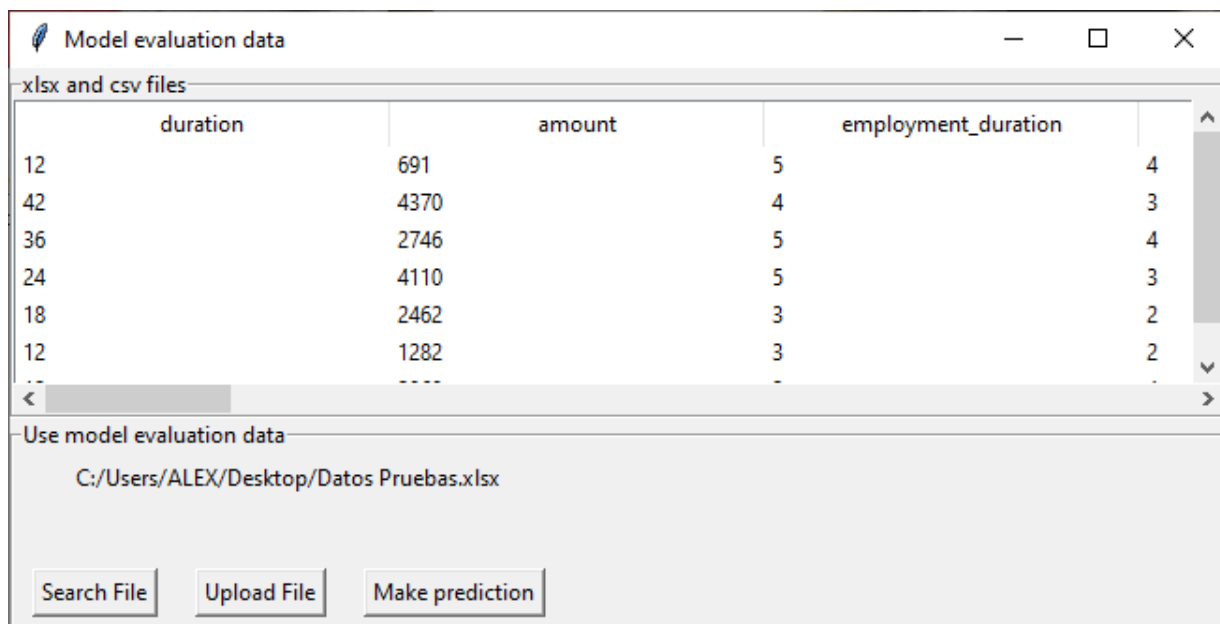 Model evaluation data
xlsx and csv files
duration amount employment_duration
12 691 5 4
42 4370 4 3
36 2746 5 4
24 4110 5 3
18 2462 3 2
12 1282 3 2
Use model evaluation data
C:/Users/ALEX/Desktop/Datos Pruebas.xlsx
Search File Upload File Make prediction